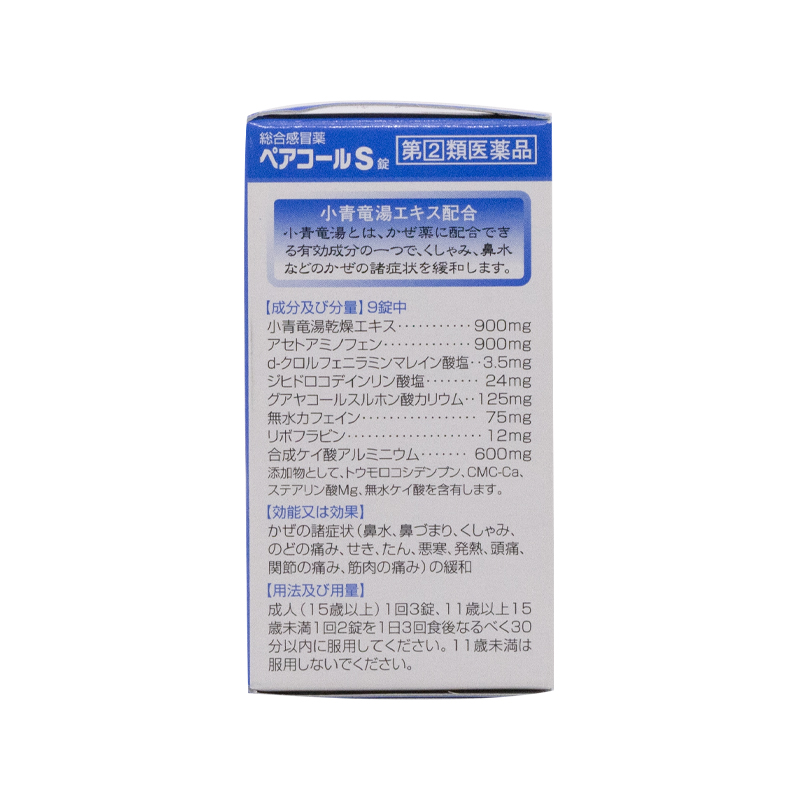 総合感冒薬
ペアコールS錠
第②類医薬品
小青竜湯エキス配合
小青竜湯とは、かぜ薬に配合でき
る有効成分の一つで、くしゃみ、鼻水
などのかぜの諸症状を緩和します。
【成分及び分量】9錠中
小青竜湯乾燥エキス・・・・・・・・・・・900mg
アセトアミノフェン・・・・・・・・・・・・900mg
d-クロルフェニラミンマレイン酸塩・・3.5mg
ジヒドロコデインリン酸塩・・・・・・・・24mg
グアヤコールスルホン酸カリウム・・125mg
無水カフェイン・・・・・・・・・・・・・・・・・75mg
リボフラビン・・・・・・・・・・・・・・・・・・・・12mg
合成ケイ酸アルミニウム・・・・・・・600mg
添加物として、トウモロコシデンプン、CMC-Ca、
ステアリン酸Mg、無水ケイ酸を含有します。
【効能又は効果】
かぜの諸症状（鼻水、鼻づまり、くしゃみ、
のどの痛み、せき、たん、悪寒、発熱、頭痛、
関節の痛み、筋肉の痛み）の緩和
【用法及び用量】
成人（15歳以上）1回3錠、11歳以上15
歳未満1回2錠を1日3回食後なるべく30
分以内に服用してください。11歳未満は
服用しないでください。